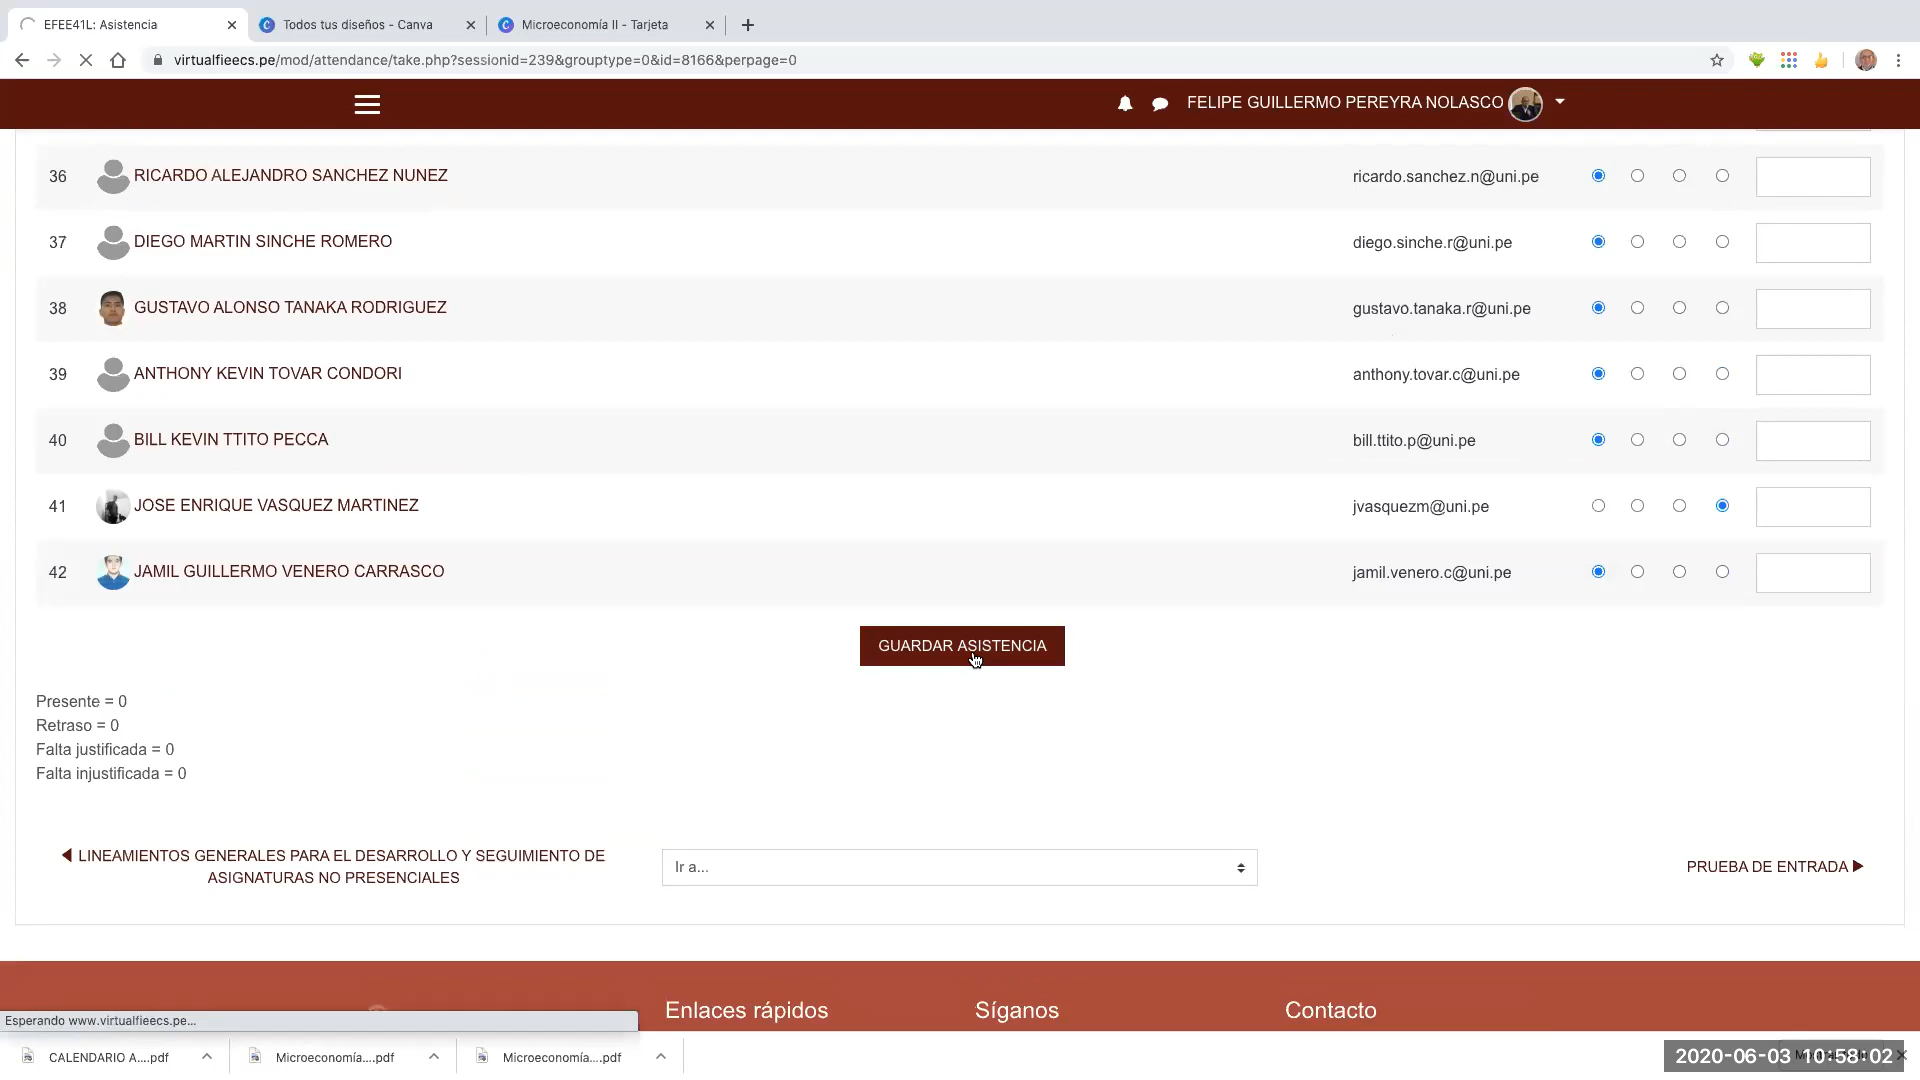 EFEE41L: Asistencia
Todos tus diseños - Canva
Microeconomía II - Tarjeta
virtualfieecs.pe/mod/attendance/take.php?sessionid=239&grouptype=0&id=8166&perpage=0
FELIPE GUILLERMO PEREYRA NOLASCO
36 RICARDO ALEJANDRO SANCHEZ NUNEZ ricardo.sanchez.n@uni.pe
37 DIEGO MARTIN SINCHE ROMERO diego.sinche.r@uni.pe
38 GUSTAVO ALONSO TANAKA RODRIGUEZ gustavo.tanaka.r@uni.pe
39 ANTHONY KEVIN TOVAR CONDORI anthony.tovar.c@uni.pe
40 BILL KEVIN TTITO PECCA bill.ttito.p@uni.pe
41 JOSE ENRIQUE VASQUEZ MARTINEZ jvasquezm@uni.pe
42 JAMIL GUILLERMO VENERO CARRASCO jamil.venero.c@uni.pe
GUARDAR ASISTENCIA
Presente = 0
Retraso = 0
Falta justificada = 0
Falta injustificada = 0
LINEAMIENTOS GENERALES PARA EL DESARROLLO Y SEGUIMIENTO DE
ASIGNATURAS NO PRESENCIALES
Ir a...
PRUEBA DE ENTRADA
Enlaces rápidos
Síganos
Contacto
Esperando www.virtualfieecs.pe...
CALENDARIO A....pdf
Microeconomía....pdf
Microeconomía....pdf
2020-06-03 10:58:02